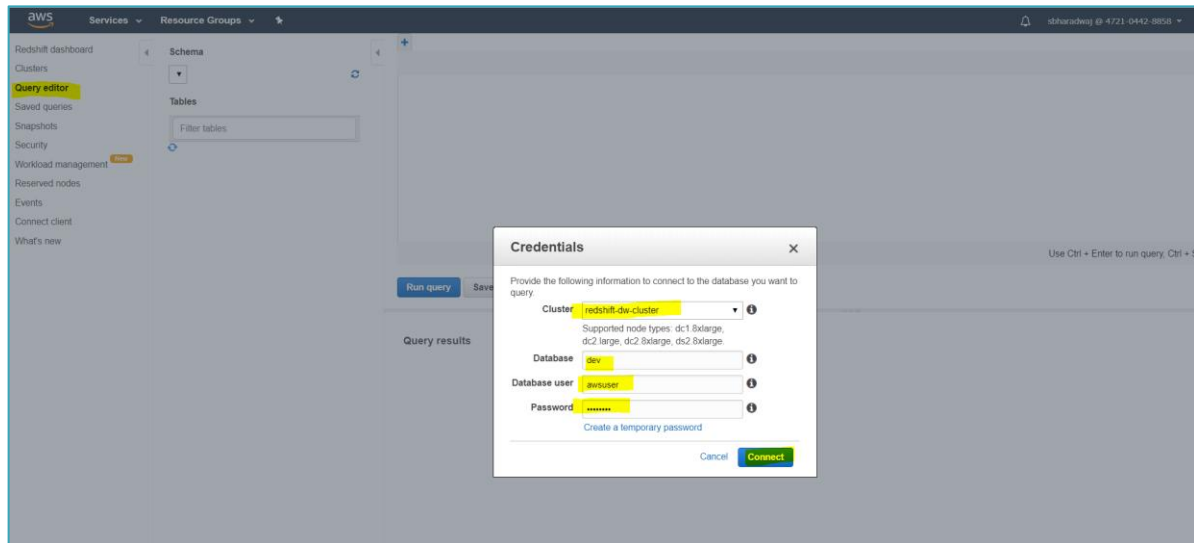 aws
Services
Resource Groups
sbharadwaj @ 4721-0442-8858
Redshift dashboard
Clusters
Query editor
Saved queries
Snapshots
Security
Workload management New
Reserved nodes
Events
Connect client
What's new
Schema
Tables
Filter tables
Use Ctrl + Enter to run query, Ctrl +
Run query
Save
Query results
Credentials
Provide the following information to connect to the database you want to
query.
Cluster redshift-dw-cluster
Supported node types: dc1.8xlarge,
dc2.large, dc2.8xlarge, ds2.8xlarge.
Database dev
Database user awsuser
Password ••••••••
Create a temporary password
Cancel Connect